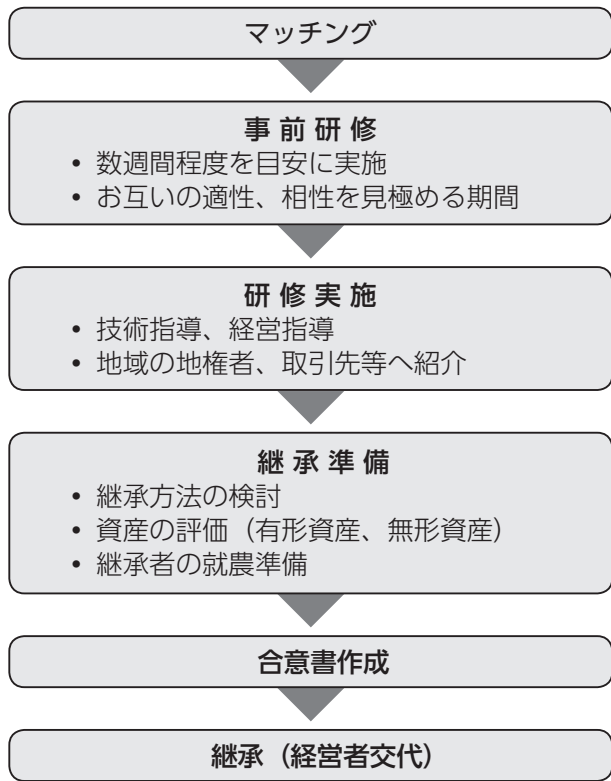 マッチング
事前研修
• 数週間程度を目安に実施
• お互いの適性、相性を見極める期間
研修実施
• 技術指導、経営指導
• 地域の地権者、取引先等へ紹介
継承準備
• 継承方法の検討
• 資産の評価（有形資産、無形資産）
• 継承者の就農準備
合意書作成
継承（経営者交代）